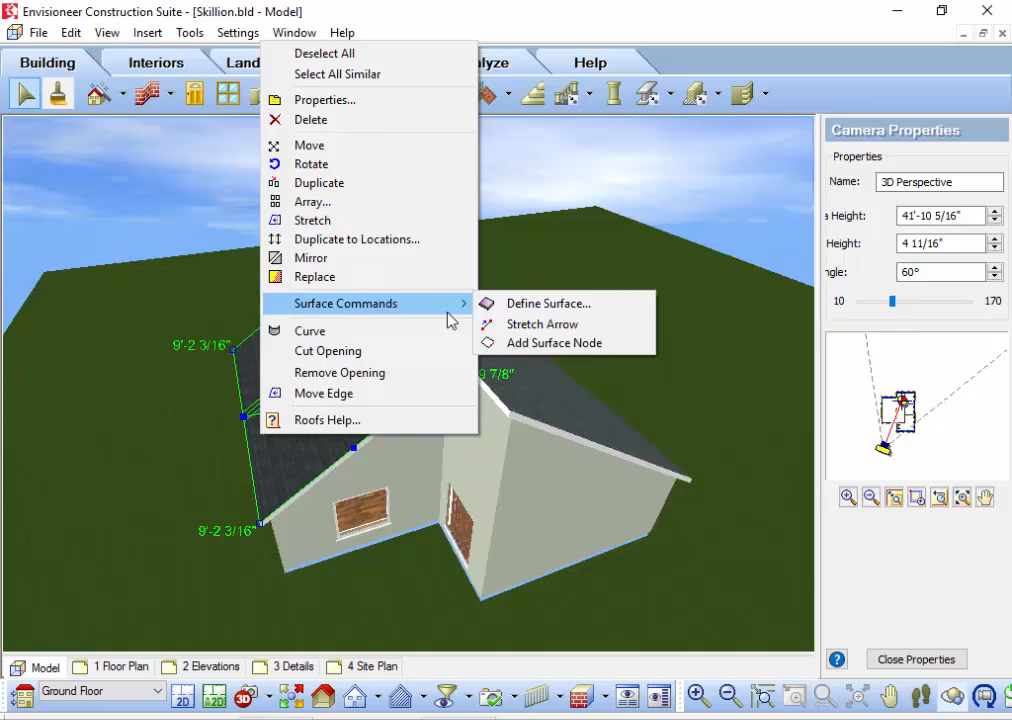 Envisioneer Construction Suite - [Skillion.bld - Model]
File Edit View Insert Tools Settings Window Help
Building Interiors Land lyze Help
Deselect All
Select All Similar
Properties...
Delete
Move
Rotate
Duplicate
Array...
Stretch
Duplicate to Locations...
Mirror
Replace
Surface Commands
Curve
Cut Opening
Remove Opening
Move Edge
Roofs Help...
Define Surface...
Stretch Arrow
Add Surface Node
9'-2 3/16"
9 7/8"
9'-2 3/16"
Camera Properties
Properties
Name: 3D Perspective
a Height: 41'-10 5/16"
Height: 4 11/16"
ngle: 60°
10 170
Close Properties
Model 1 Floor Plan 2 Elevations 3 Details 4 Site Plan
Ground Floor 2D 2D 3D